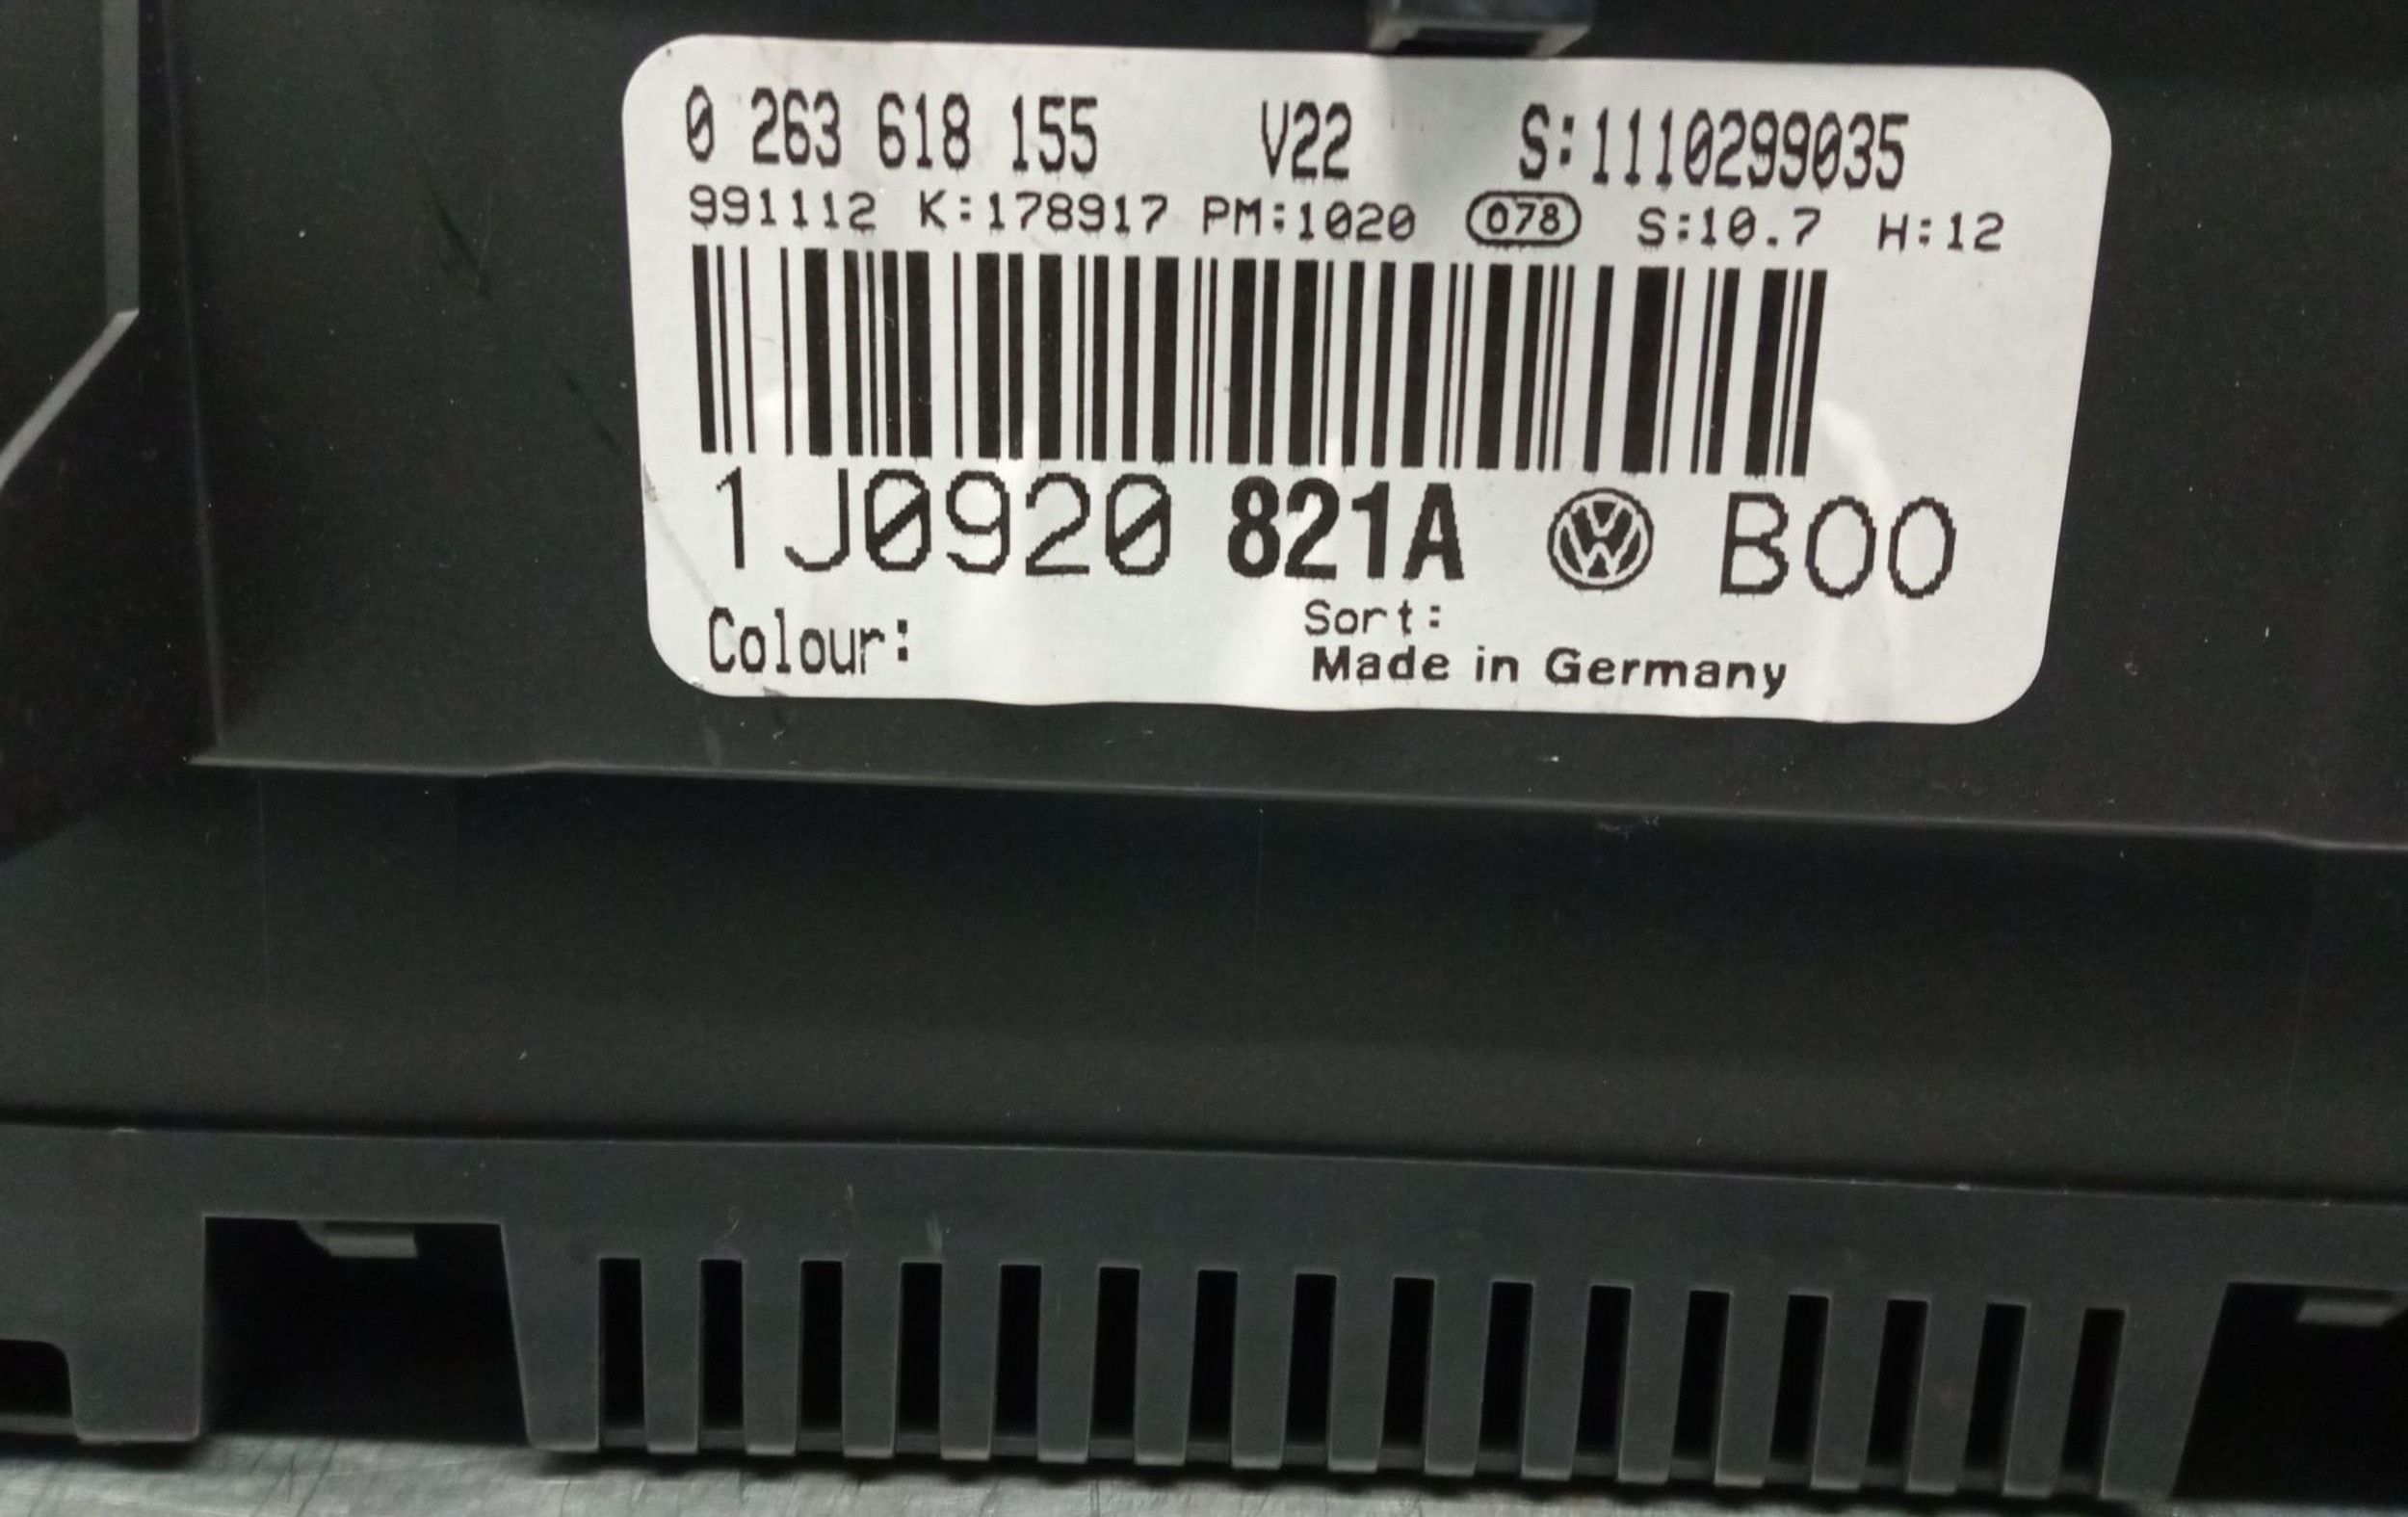 0 263 618 155 V22 S:1110299035
991112 K:178917 PM:1020 078 S:10.7 H:12
1J0920 821A VW B00
Colour: Sort:
Made in Germany